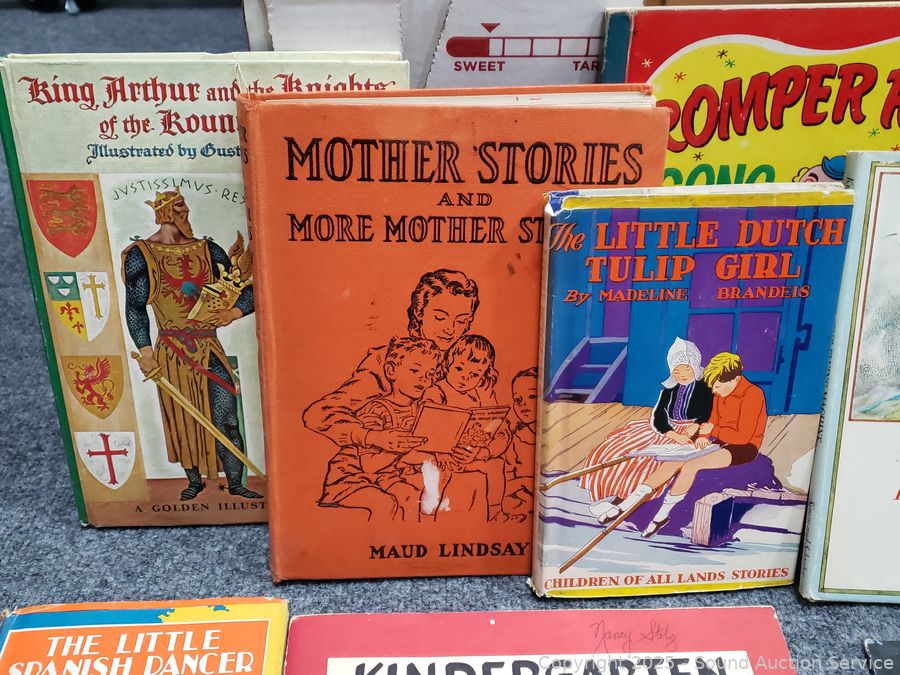 SWEET TAR
ROMPER
SONG
King Arthur and the Knights
of the Roun
Illustrated by Gust
JVSTISSIMVS·REX
A GOLDEN ILLUST
MOTHER STORIES
AND
MORE MOTHER ST
MAUD LINDSAY
The LITTLE DUTCH
TULIP GIRL
By MADELINE BRANDEIS
CHILDREN OF ALL LANDS STORIES
THE LITTLE
SPANISH DANCER
Nancy Stolz
KINDERGARTEN
Copyright 2025 - Sound Auction Service